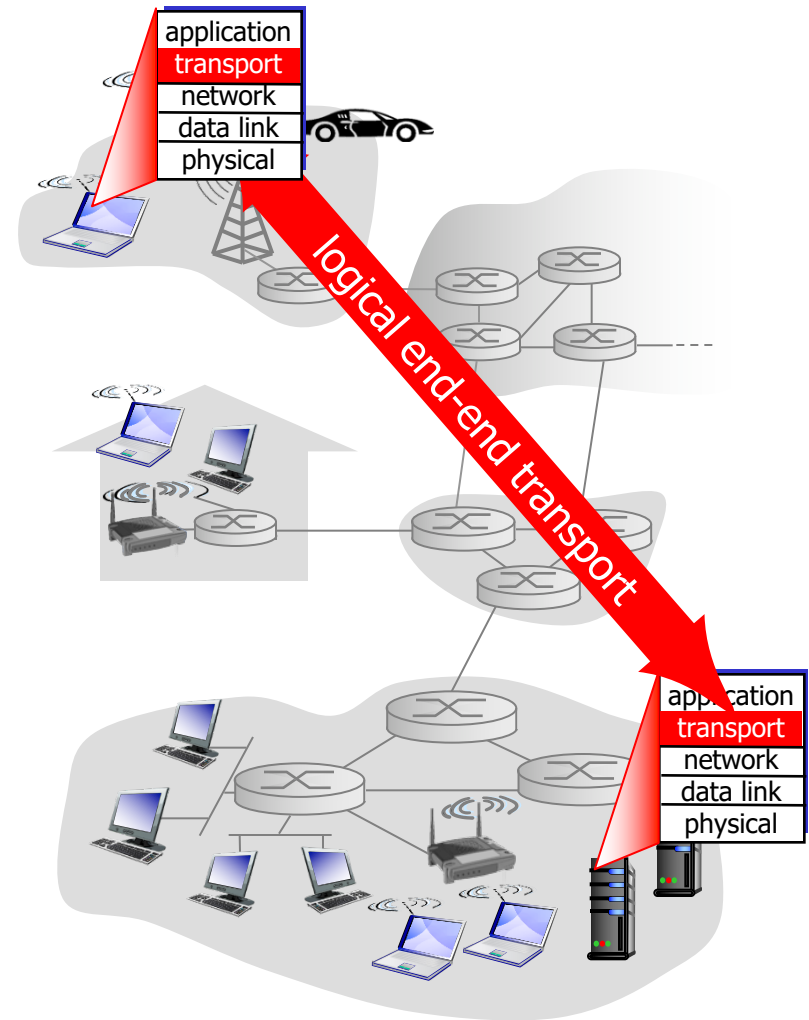 application
transport
network
data link
physical
logical end-end transport
application
transport
network
data link
physical